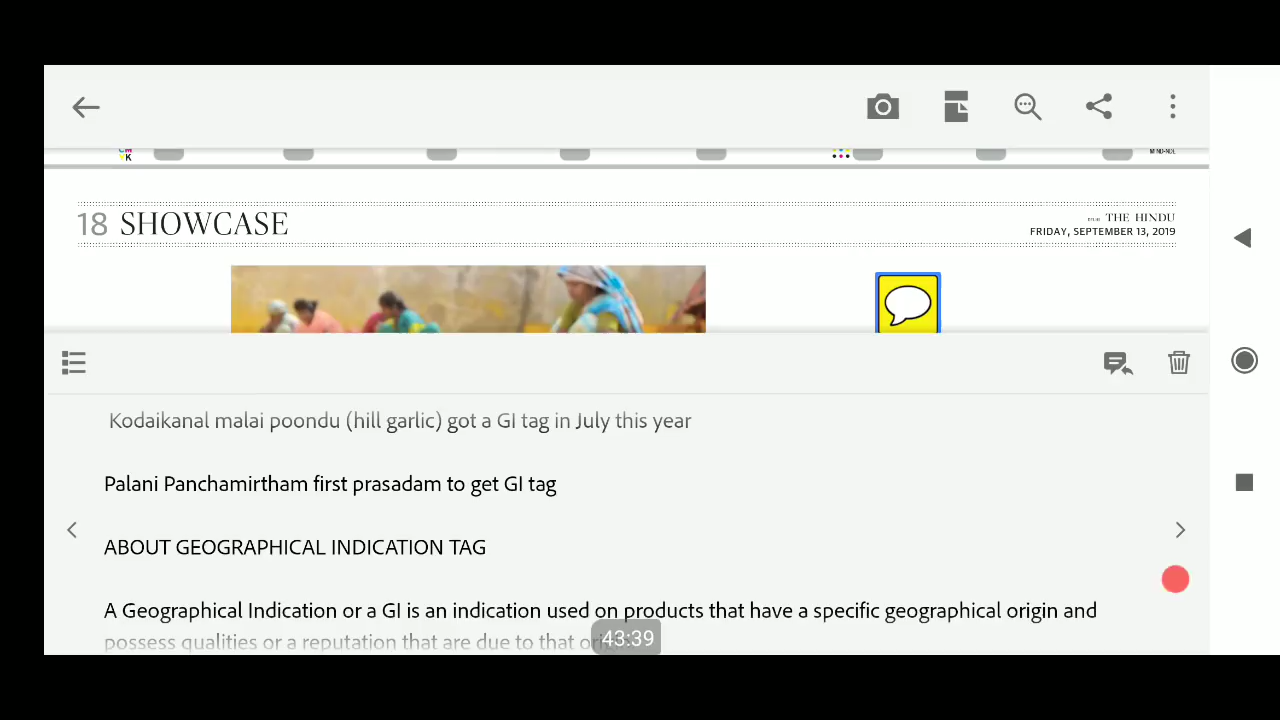 18 SHOWCASE
THE HINDU
FRIDAY, SEPTEMBER 13, 2019
Kodaikanal malai poondu (hill garlic) got a GI tag in July this year
Palani Panchamirtham first prasadam to get GI tag
ABOUT GEOGRAPHICAL INDICATION TAG
A Geographical Indication or a GI is an indication used on products that have a specific geographical origin and
possess qualities or a reputation that are due to that
43:39